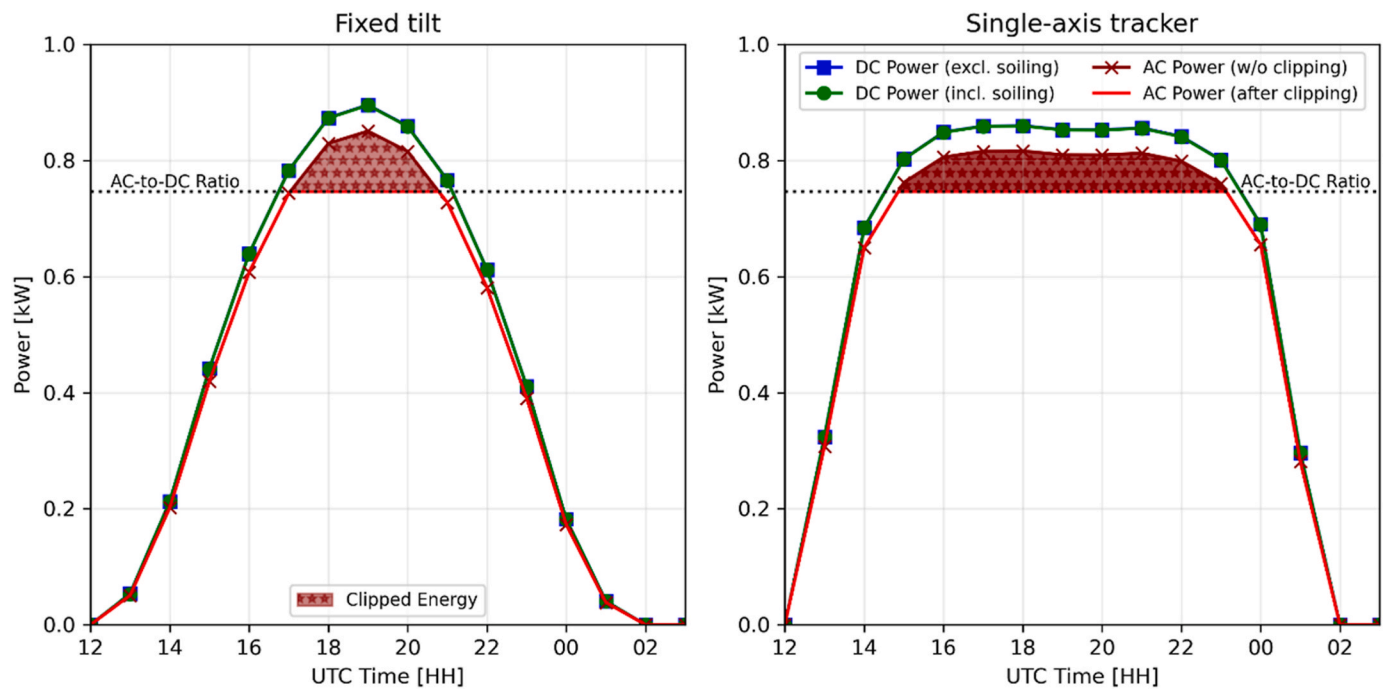 Fixed tilt
1.0
0.8
0.6
0.4
0.2
0.0
Power [kW]
AC-to-DC Ratio
Clipped Energy
12 14 16 18 20 22 00 02
UTC Time [HH]
Single-axis tracker
1.0
0.8
0.6
0.4
0.2
0.0
Power [kW]
DC Power (excl. soiling)
DC Power (incl. soiling)
AC Power (w/o clipping)
AC Power (after clipping)
AC-to-DC Ratio
12 14 16 18 20 22 00 02
UTC Time [HH]